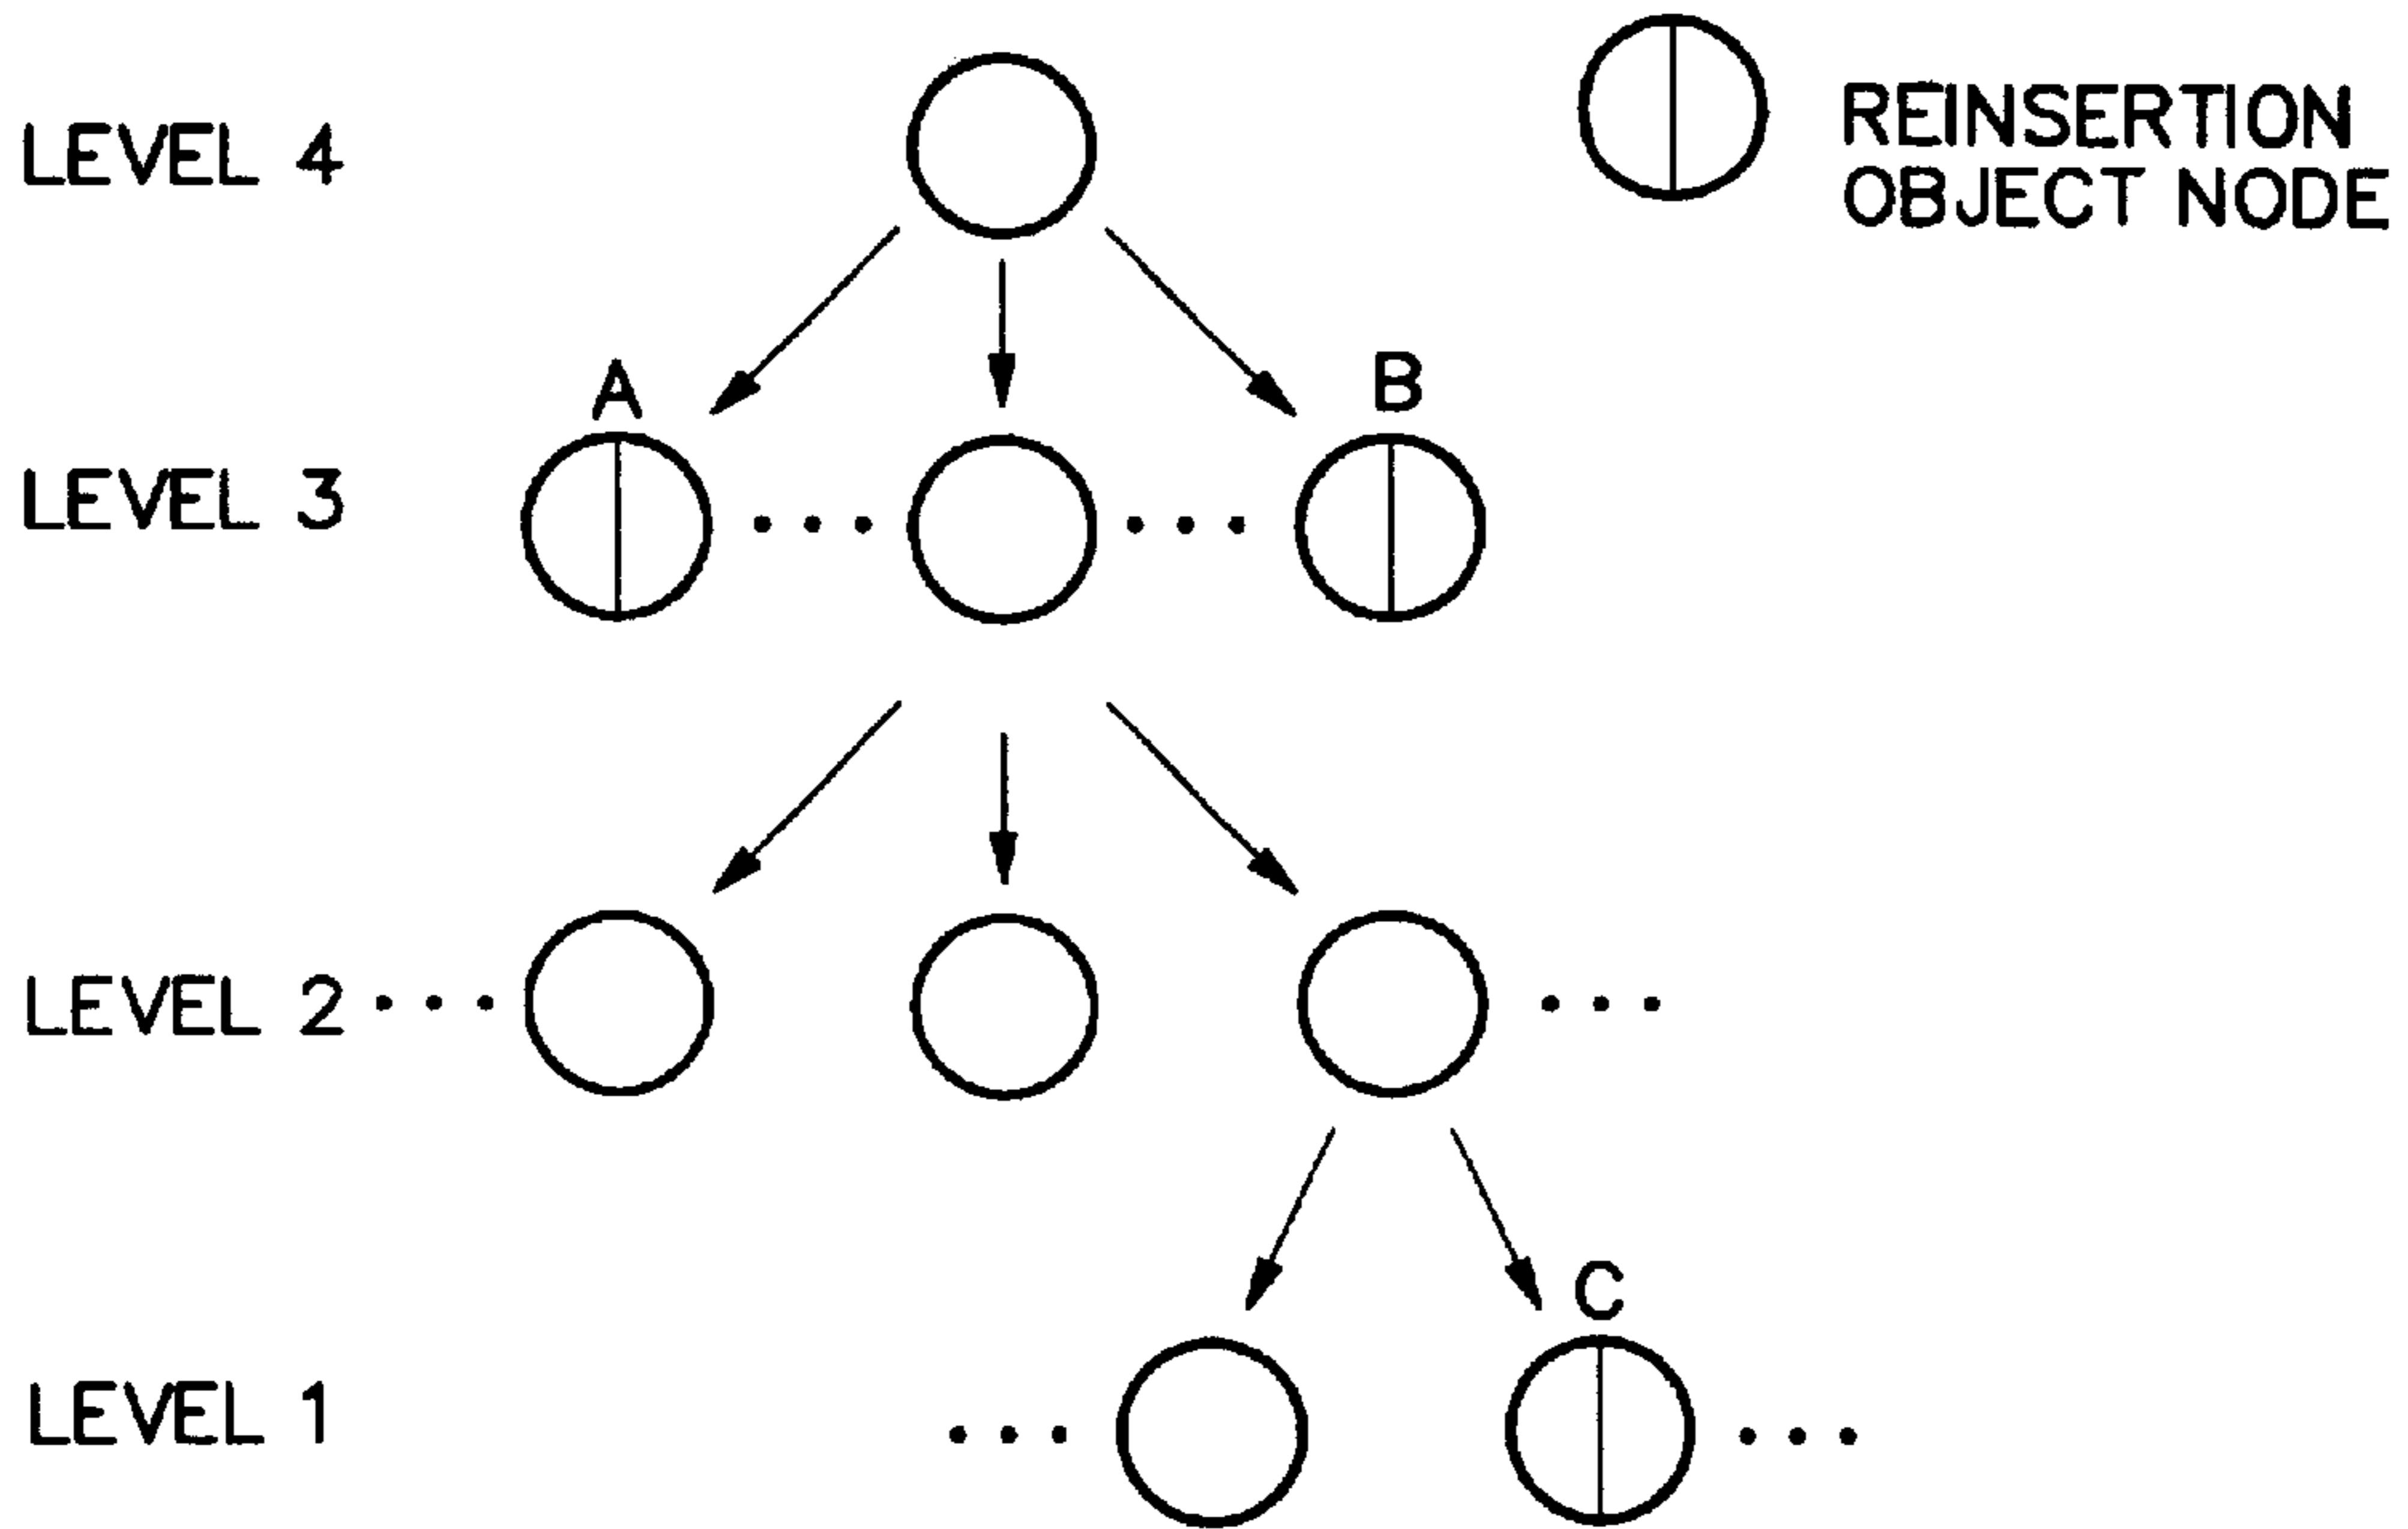 LEVEL 4
REINSERTION
OBJECT NODE
A
B
LEVEL 3
LEVEL 2
C
LEVEL 1